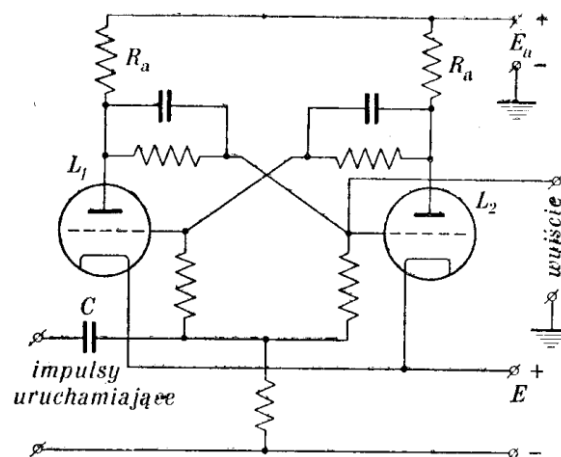 +
Eₐ
-
Rₐ
Rₐ
L₁
L₂
wyjście
C
impulsy
uruchamiające
E +
-